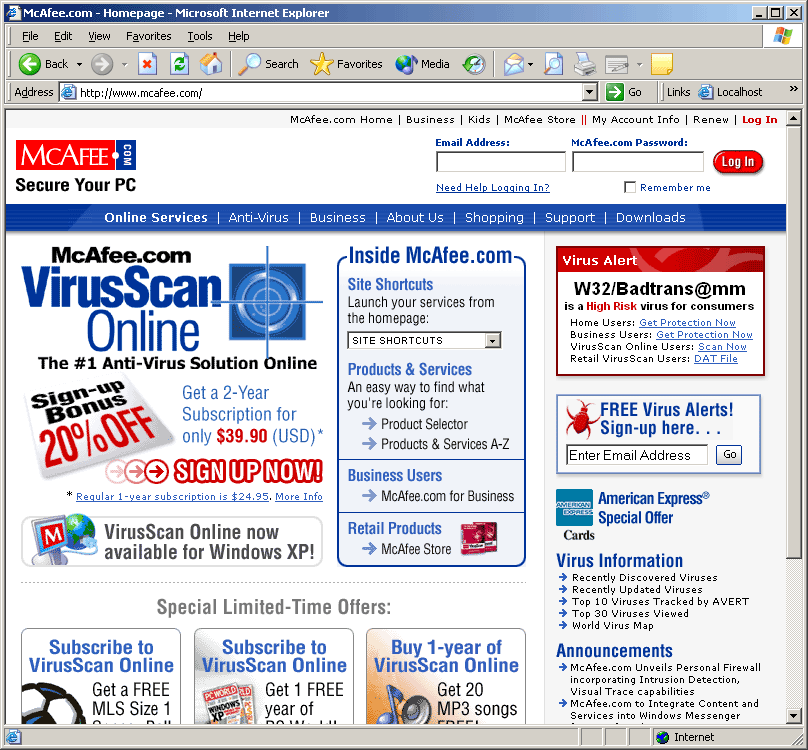 McAfee.com - Homepage - Microsoft Internet Explorer
File Edit View Favorites Tools Help
Back Search Favorites Media
Address http://www.mcafee.com/ Go Links Localhost
McAfee.com Home | Business | Kids | McAfee Store || My Account Info | Renew | Log In
McAFEE .COM
Secure Your PC
Email Address: McAfee.com Password:
Log In
Need Help Logging In? Remember me
Online Services | Anti-Virus | Business | About Us | Shopping | Support | Downloads
McAfee.com
VirusScan
Online
The #1 Anti-Virus Solution Online
Sign-up
Bonus
20% OFF
Get a 2-Year
Subscription for
only $39.90 (USD)*
SIGN UP NOW!
* Regular 1-year subscription is $24.95. More Info
VirusScan Online now
available for Windows XP!
Inside McAfee.com
Site Shortcuts
Launch your services from
the homepage:
SITE SHORTCUTS
Products & Services
An easy way to find what
you're looking for:
Product Selector
Products & Services A-Z
Business Users
McAfee.com for Business
Retail Products
McAfee Store
Virus Alert
W32/Badtrans@mm
is a High Risk virus for consumers
Home Users: Get Protection Now
Business Users: Get Protection Now
VirusScan Online Users: Scan Now
Retail VirusScan Users: DAT File
FREE Virus Alerts!
Sign-up here. . .
Enter Email Address Go
AMERICAN EXPRESS
Cards
American Express®
Special Offer
Virus Information
Recently Discovered Viruses
Recently Updated Viruses
Top 10 Viruses Tracked by AVERT
Top 30 Viruses Viewed
World Virus Map
Announcements
McAfee.com Unveils Personal Firewall
incorporating Intrusion Detection,
Visual Trace capabilities
McAfee.com to Integrate Content and
Services into Windows Messenger
Special Limited-Time Offers:
Subscribe to
VirusScan Online
Get a FREE
MLS Size 1
Subscribe to
VirusScan Online
PC WORLD
Get 1 FREE
year of
PC World!
Buy 1-year of
VirusScan Online
Get 20
MP3 songs
FREE!
Internet